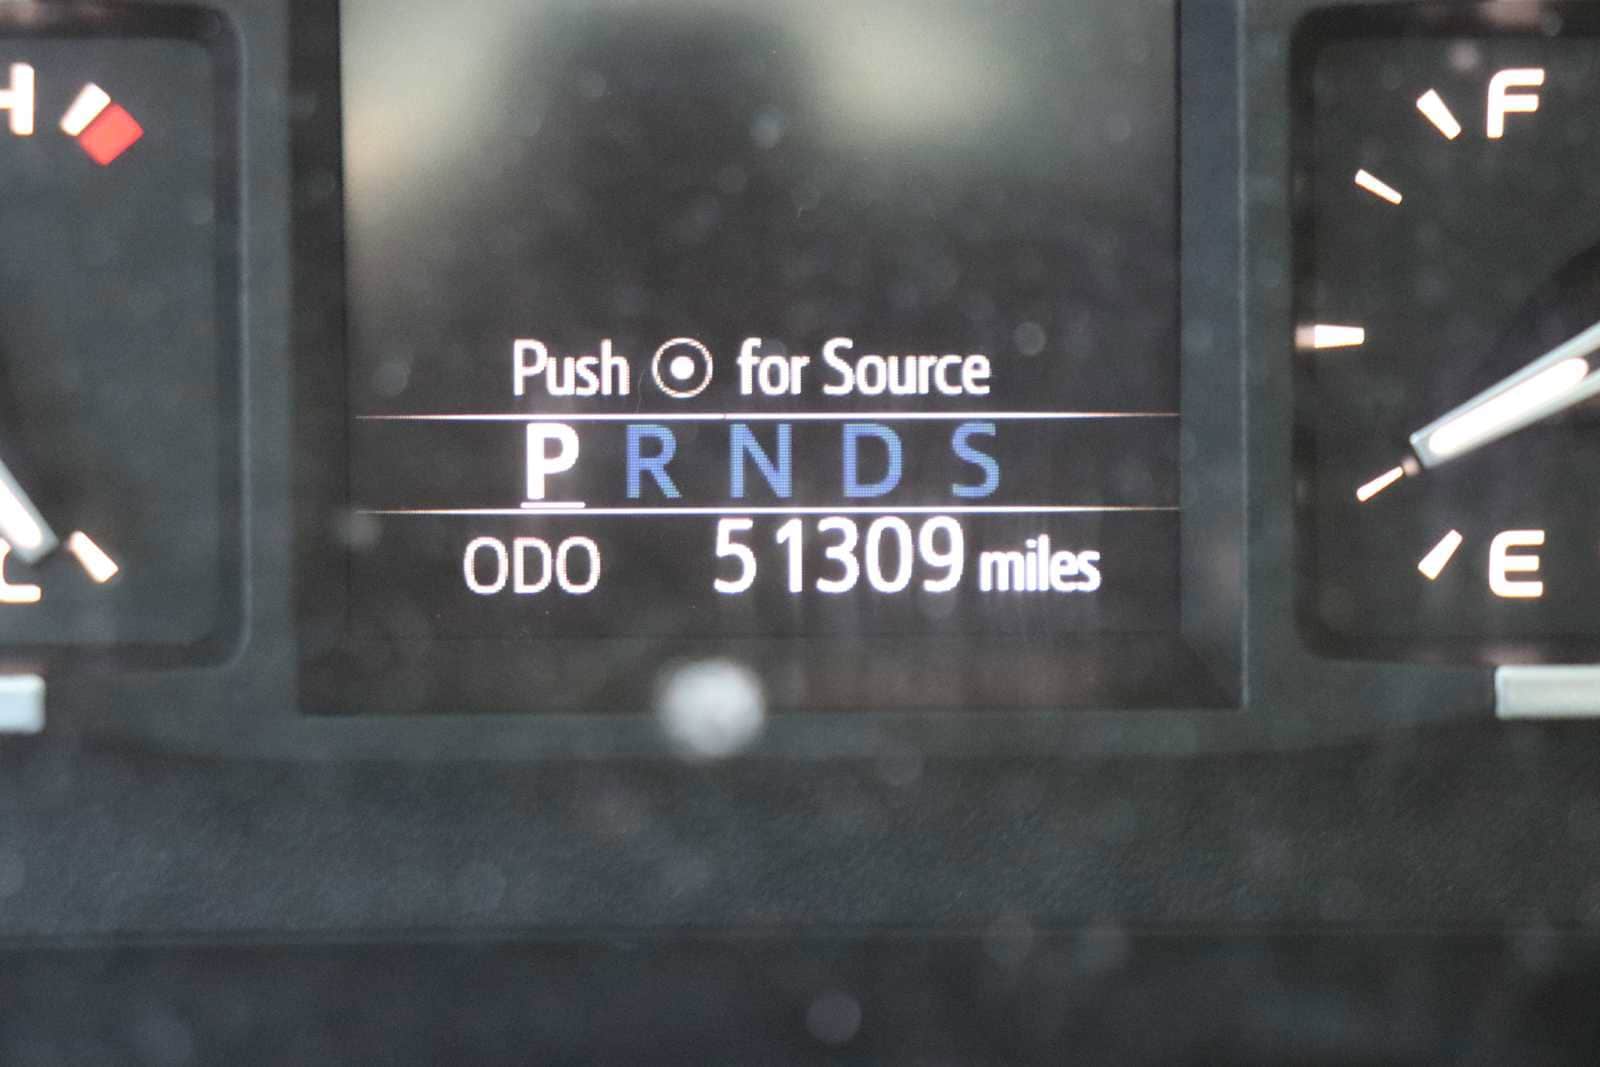 H
F
Push for Source
P R N D S
ODO 51309 miles
C
E